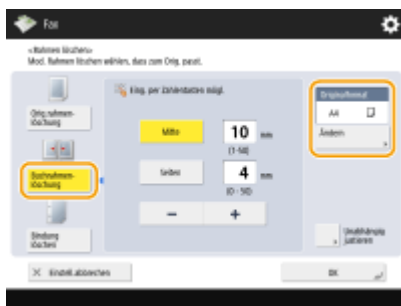 Fax
<Rahmen löschen>
Mod. Rahmen löschen wählen, dass zum Orig. passt.
Orig.rahmen-
löschung
Buchrahmen-
löschung
Bindung
löschen
Eing. per Zahlentasten mögl.
Mitte
10 mm
(1-50)
Seiten
4 mm
(0 - 50)
−
+
Originalformat
A4
Ändern
Unabhängig
justieren
× Einstell. abbrechen
OK